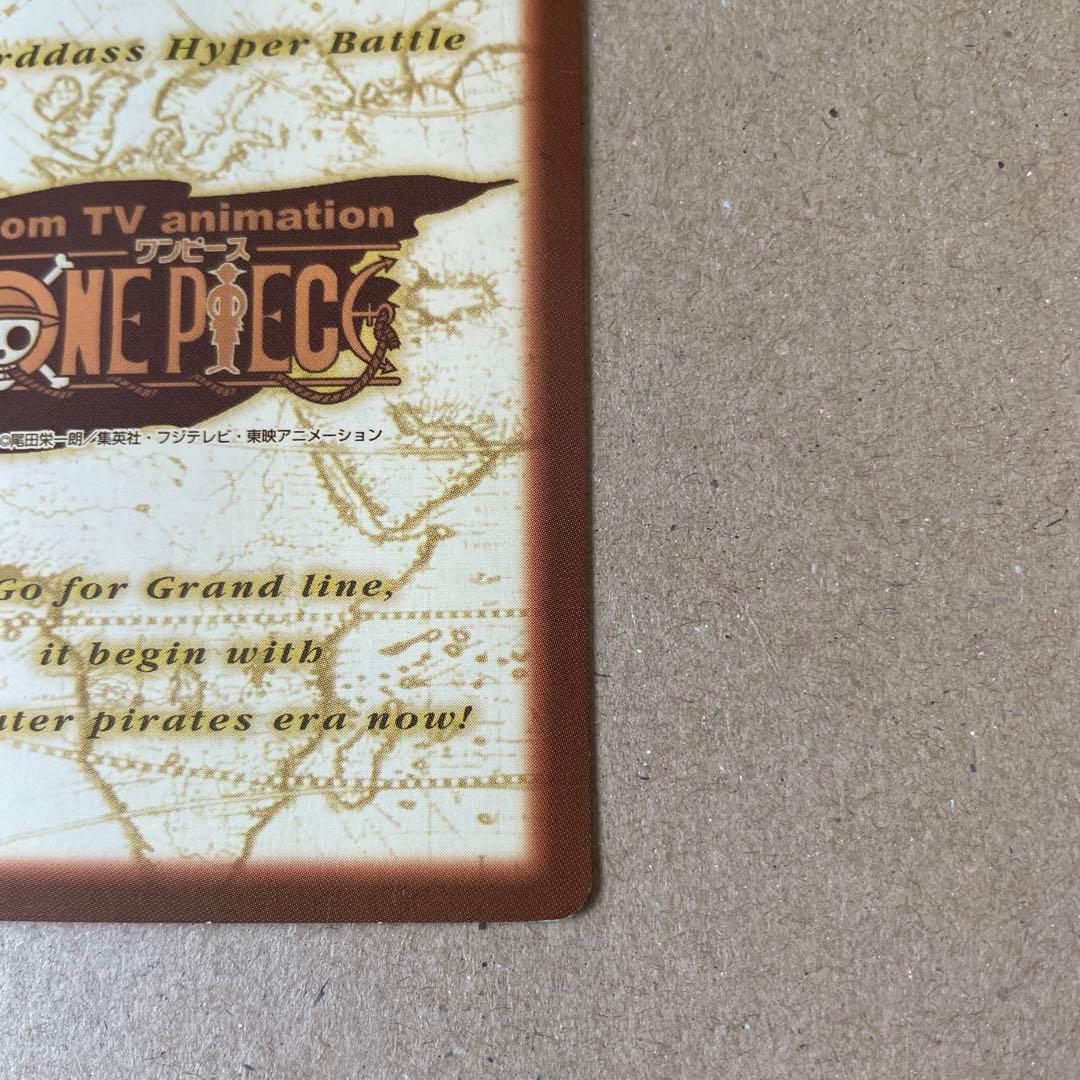 rddass Hyper Battle
om TV animation
ワンピース
ONE PIECE
©尾田栄一朗／集英社・フジテレビ・東映アニメーション
Go for Grand line,
it begin with
ater pirates era now!